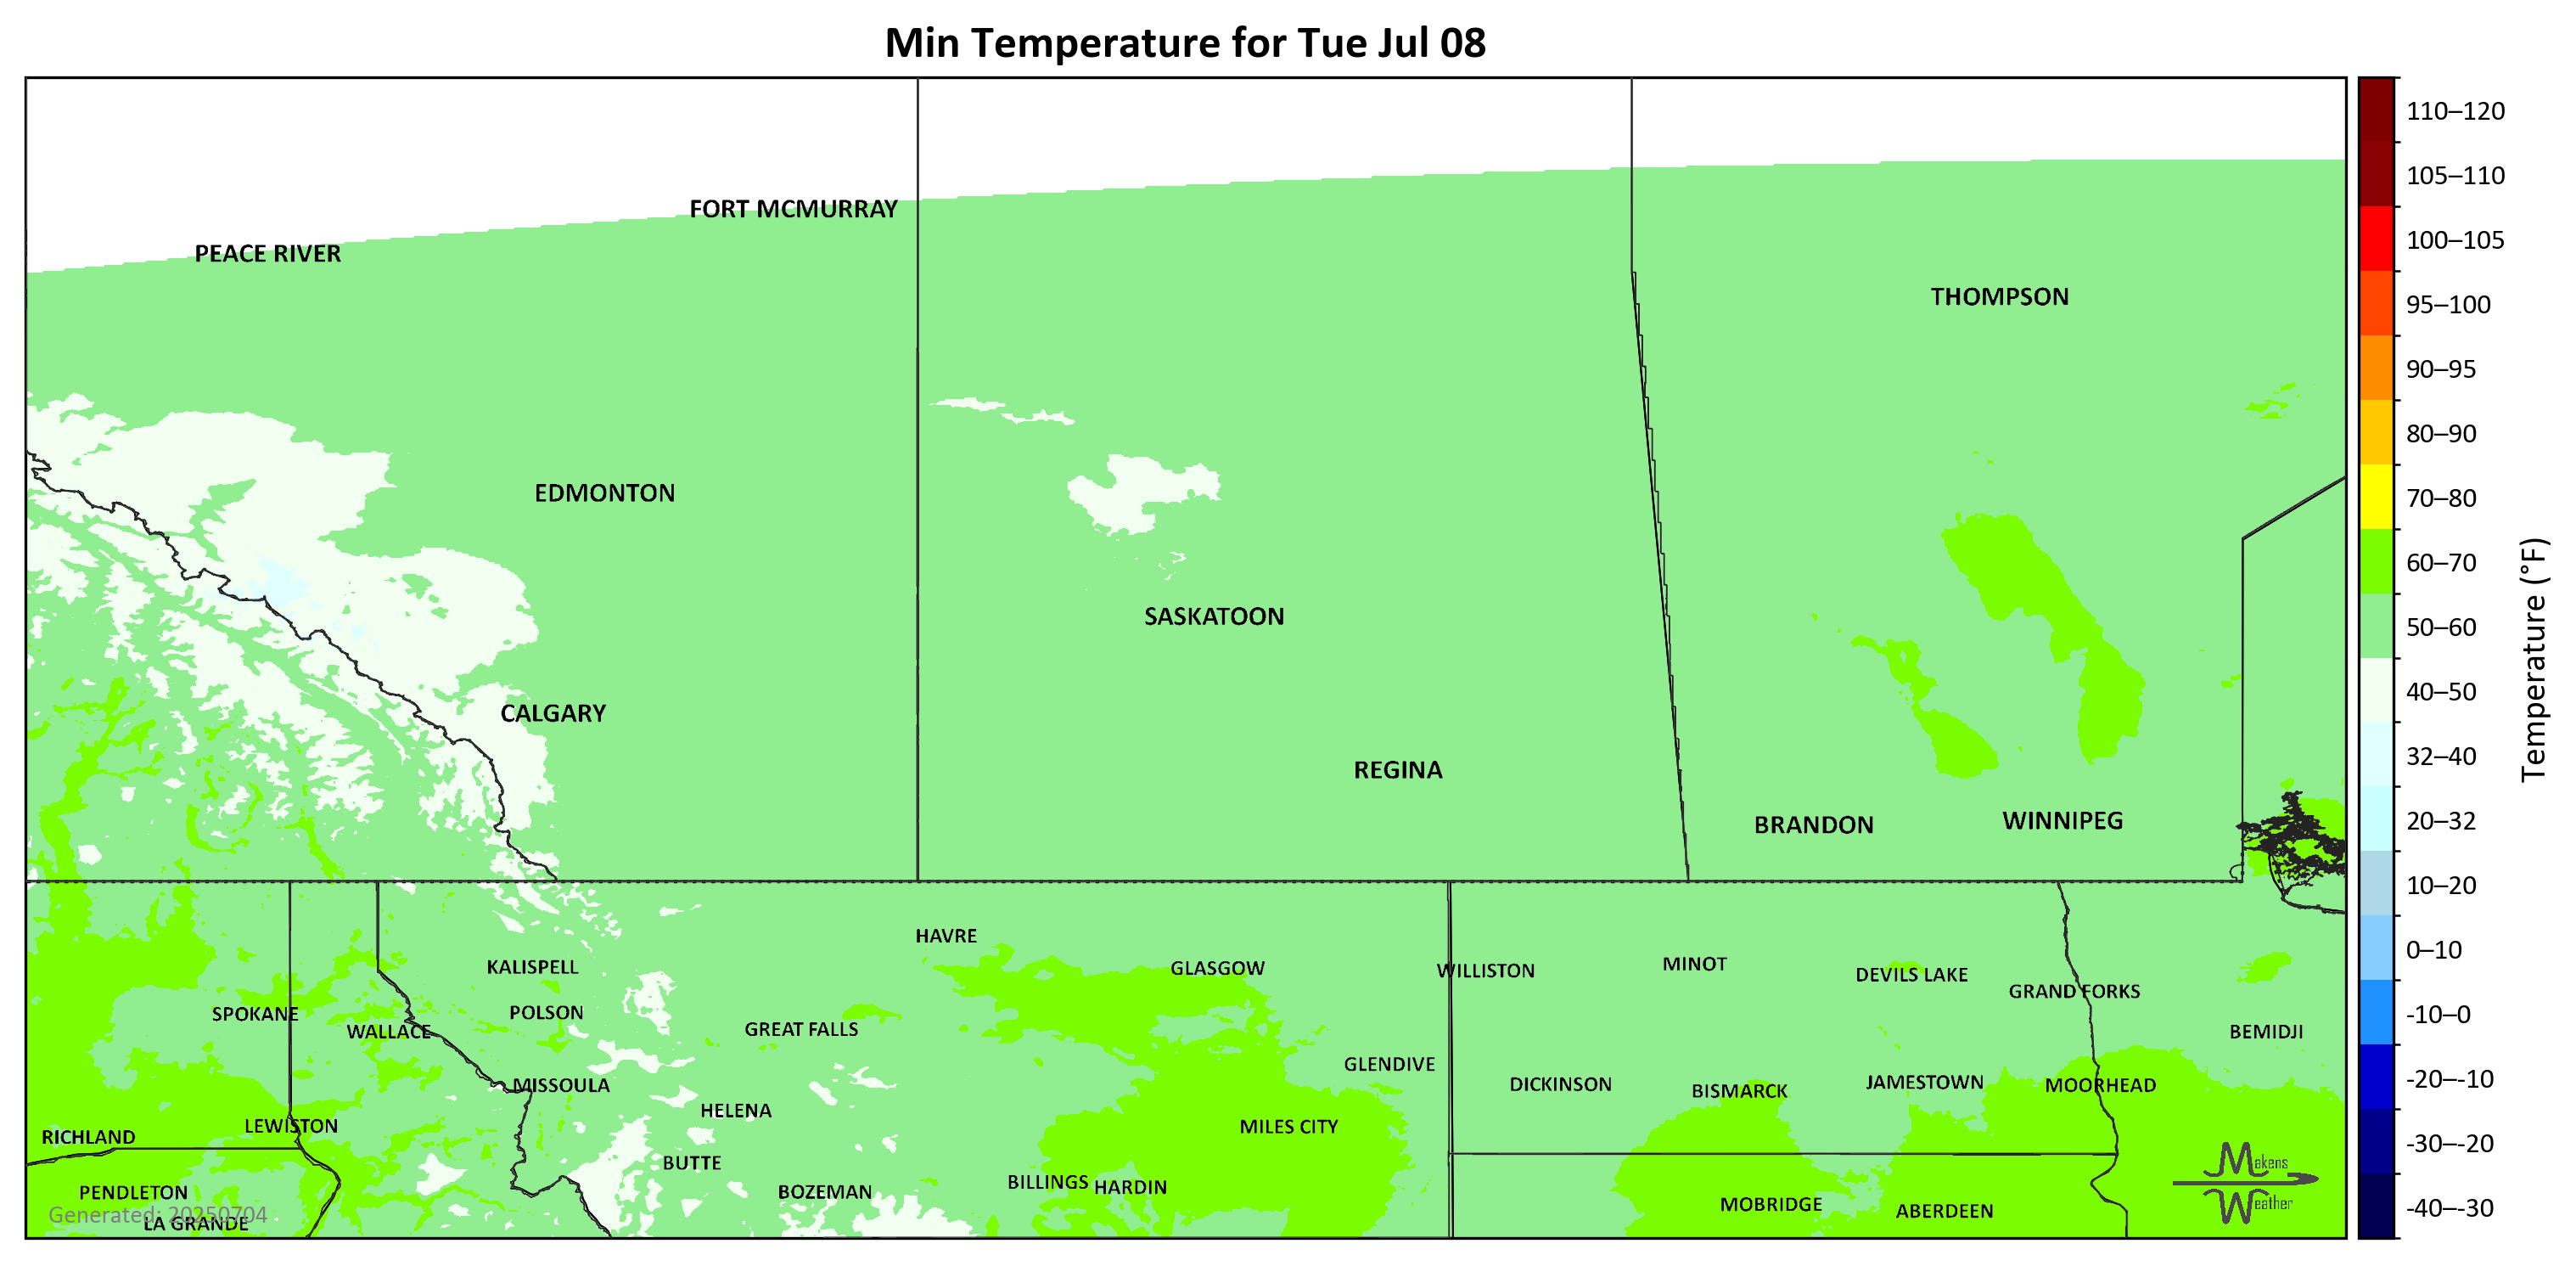 Min Temperature for Tue Jul 08
110–120
105–110
100–105
95–100
90–95
80–90
70–80
60–70
50–60
40–50
32–40
20–32
10–20
0–10
-10–0
-20–-10
-30–-20
-40–-30
Temperature (°F)
FORT MCMURRAY
PEACE RIVER
THOMPSON
EDMONTON
SASKATOON
CALGARY
REGINA
BRANDON
WINNIPEG
HAVRE
KALISPELL
GLASGOW
WILLISTON
MINOT
DEVILS LAKE
GRAND FORKS
SPOKANE
POLSON
WALLACE
GREAT FALLS
BEMIDJI
GLENDIVE
MISSOULA
DICKINSON
BISMARCK
JAMESTOWN
MOORHEAD
HELENA
LEWISTON
MILES CITY
RICHLAND
BUTTE
PENDLETON
BOZEMAN
BILLINGS
HARDIN
MOBRIDGE
ABERDEEN
LA GRANDE
Generated: 20250704
Makens
Weather